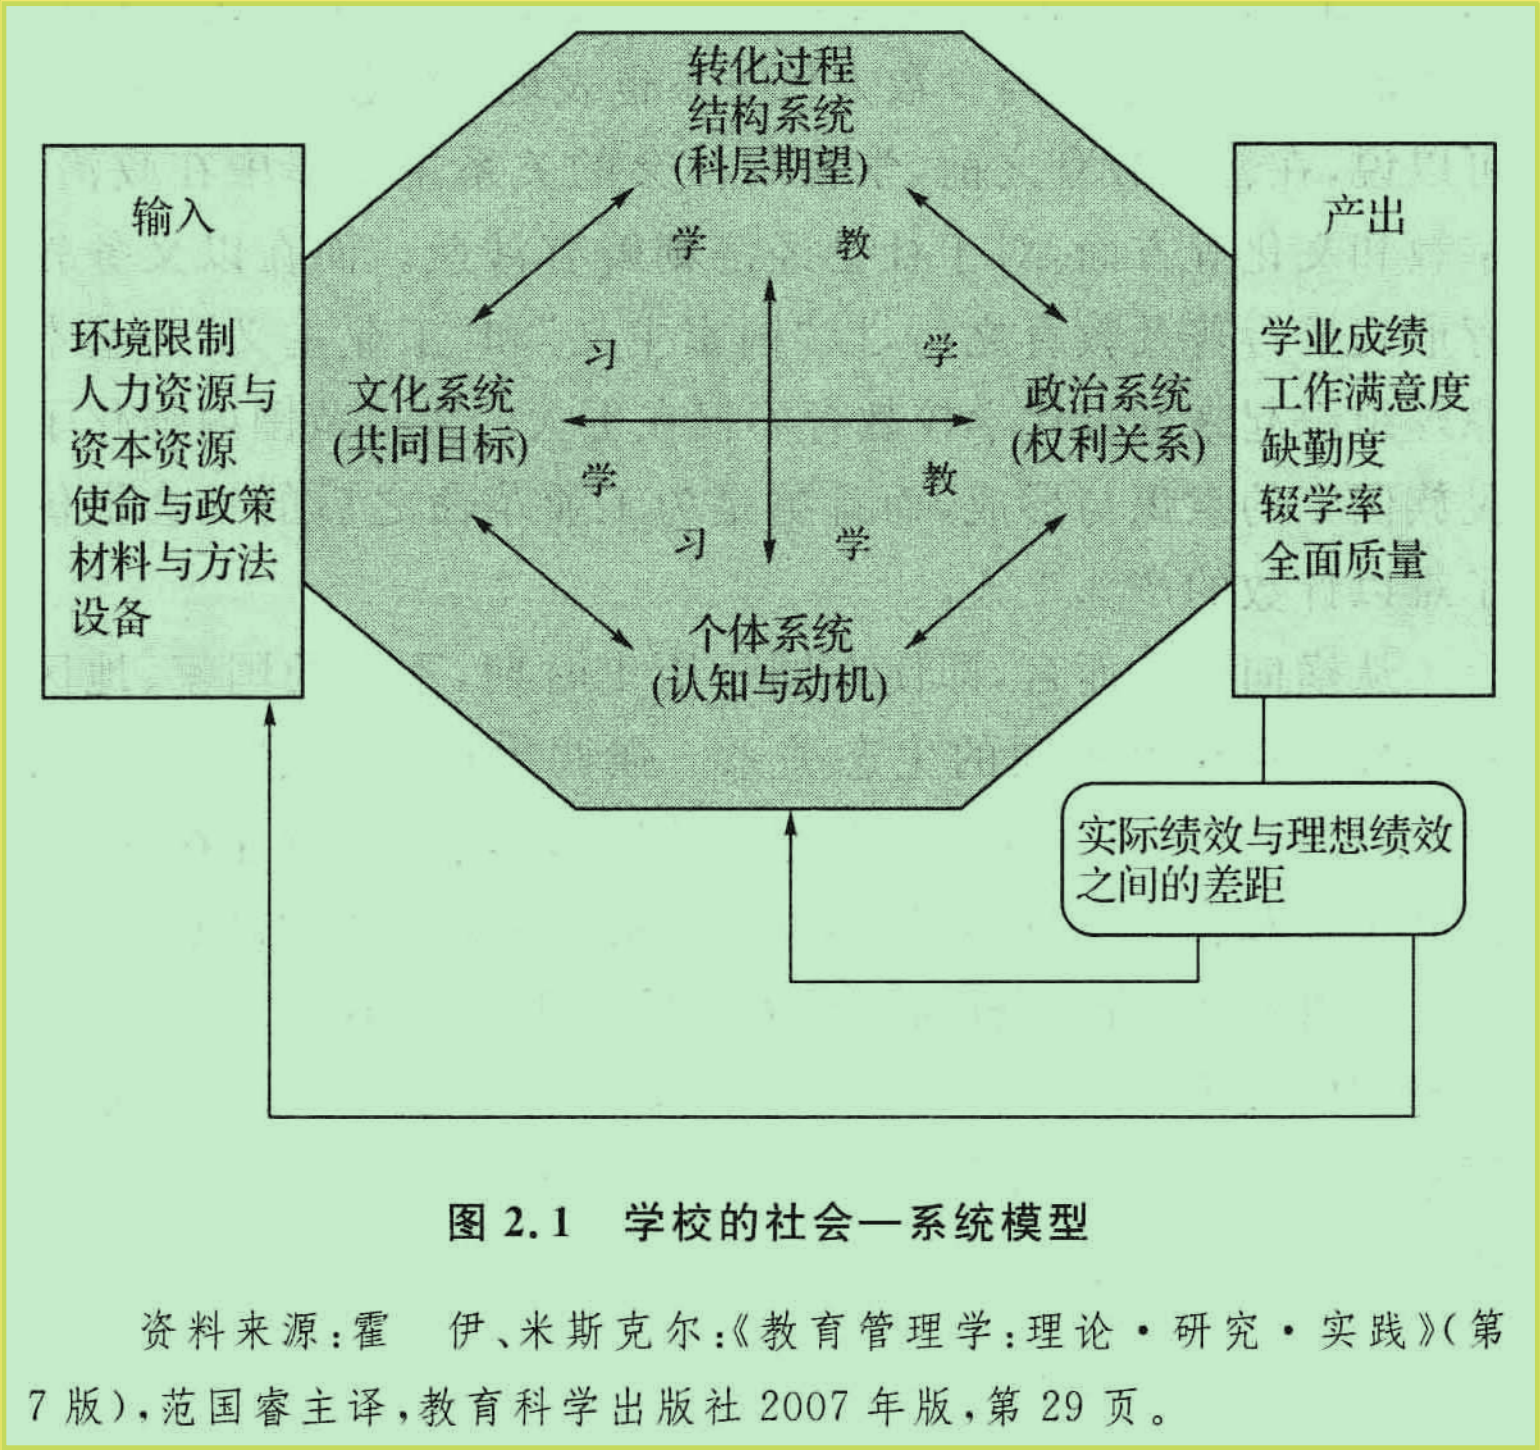 转化过程
结构系统
(科层期望)
输入
环境限制
人力资源与
资本资源
使命与政策
材料与方法
设备
学 教
习 学
文化系统
(共同目标)
政治系统
(权利关系)
学 教
习 学
个体系统
(认知与动机)
产出
学业成绩
工作满意度
缺勤度
辍学率
全面质量
实际绩效与理想绩效
之间的差距
图 2.1 学校的社会—系统模型
资料来源:霍 伊、米斯克尔:《教育管理学:理论·研究·实践》(第
7 版),范国睿主译,教育科学出版社 2007 年版,第 29 页。